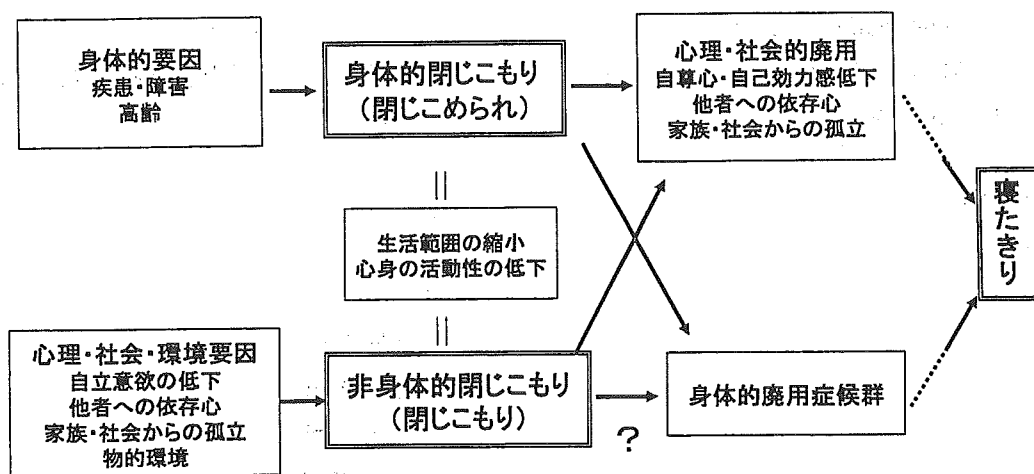 身体的要因
疾患・障害
高齢
身体的閉じこもり
(閉じこめられ)
心理・社会的廃用
自尊心・自己効力感低下
他者への依存心
家族・社会からの孤立
寝たきり
生活範囲の縮小
心身の活動性の低下
心理・社会・環境要因
自立意欲の低下
他者への依存心
家族・社会からの孤立
物的環境
非身体的閉じこもり
(閉じこもり)
?
身体的廃用症候群